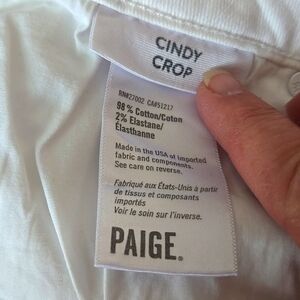 CINDY
CROP
RN#27002 CA#51217
98% Cotton/Coton
2% Elastane/
Élasthanne
Made in the USA of imported
fabric and components.
See care on reverse.
Fabriqué aux États-Unis à partir
de tissus et composants
importés
Voir le soin sur l'inverse.
PAIGE®